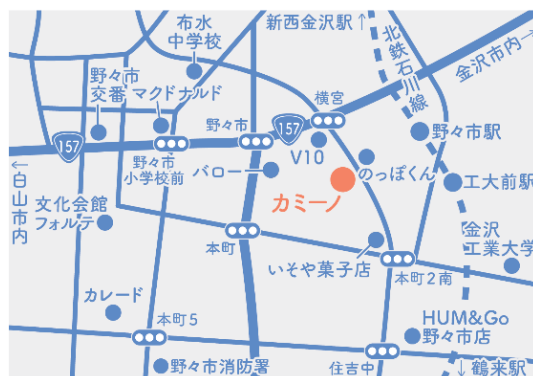 布水
中学校
新西金沢駅↑
北鉄石川線
金沢市内→
野々市
交番
マクドナルド
野々市
横宮
157
157
V10
野々市駅
野々市
小学校前
バロー
のっぽくん
カミーノ
工大前駅
←白山市内
文化会館
フォルテ
本町
いそや菓子店
本町2南
金沢
工業大学
カレード
本町5
HUM&Go
野々市店
野々市消防署
住吉中
↓鶴来駅